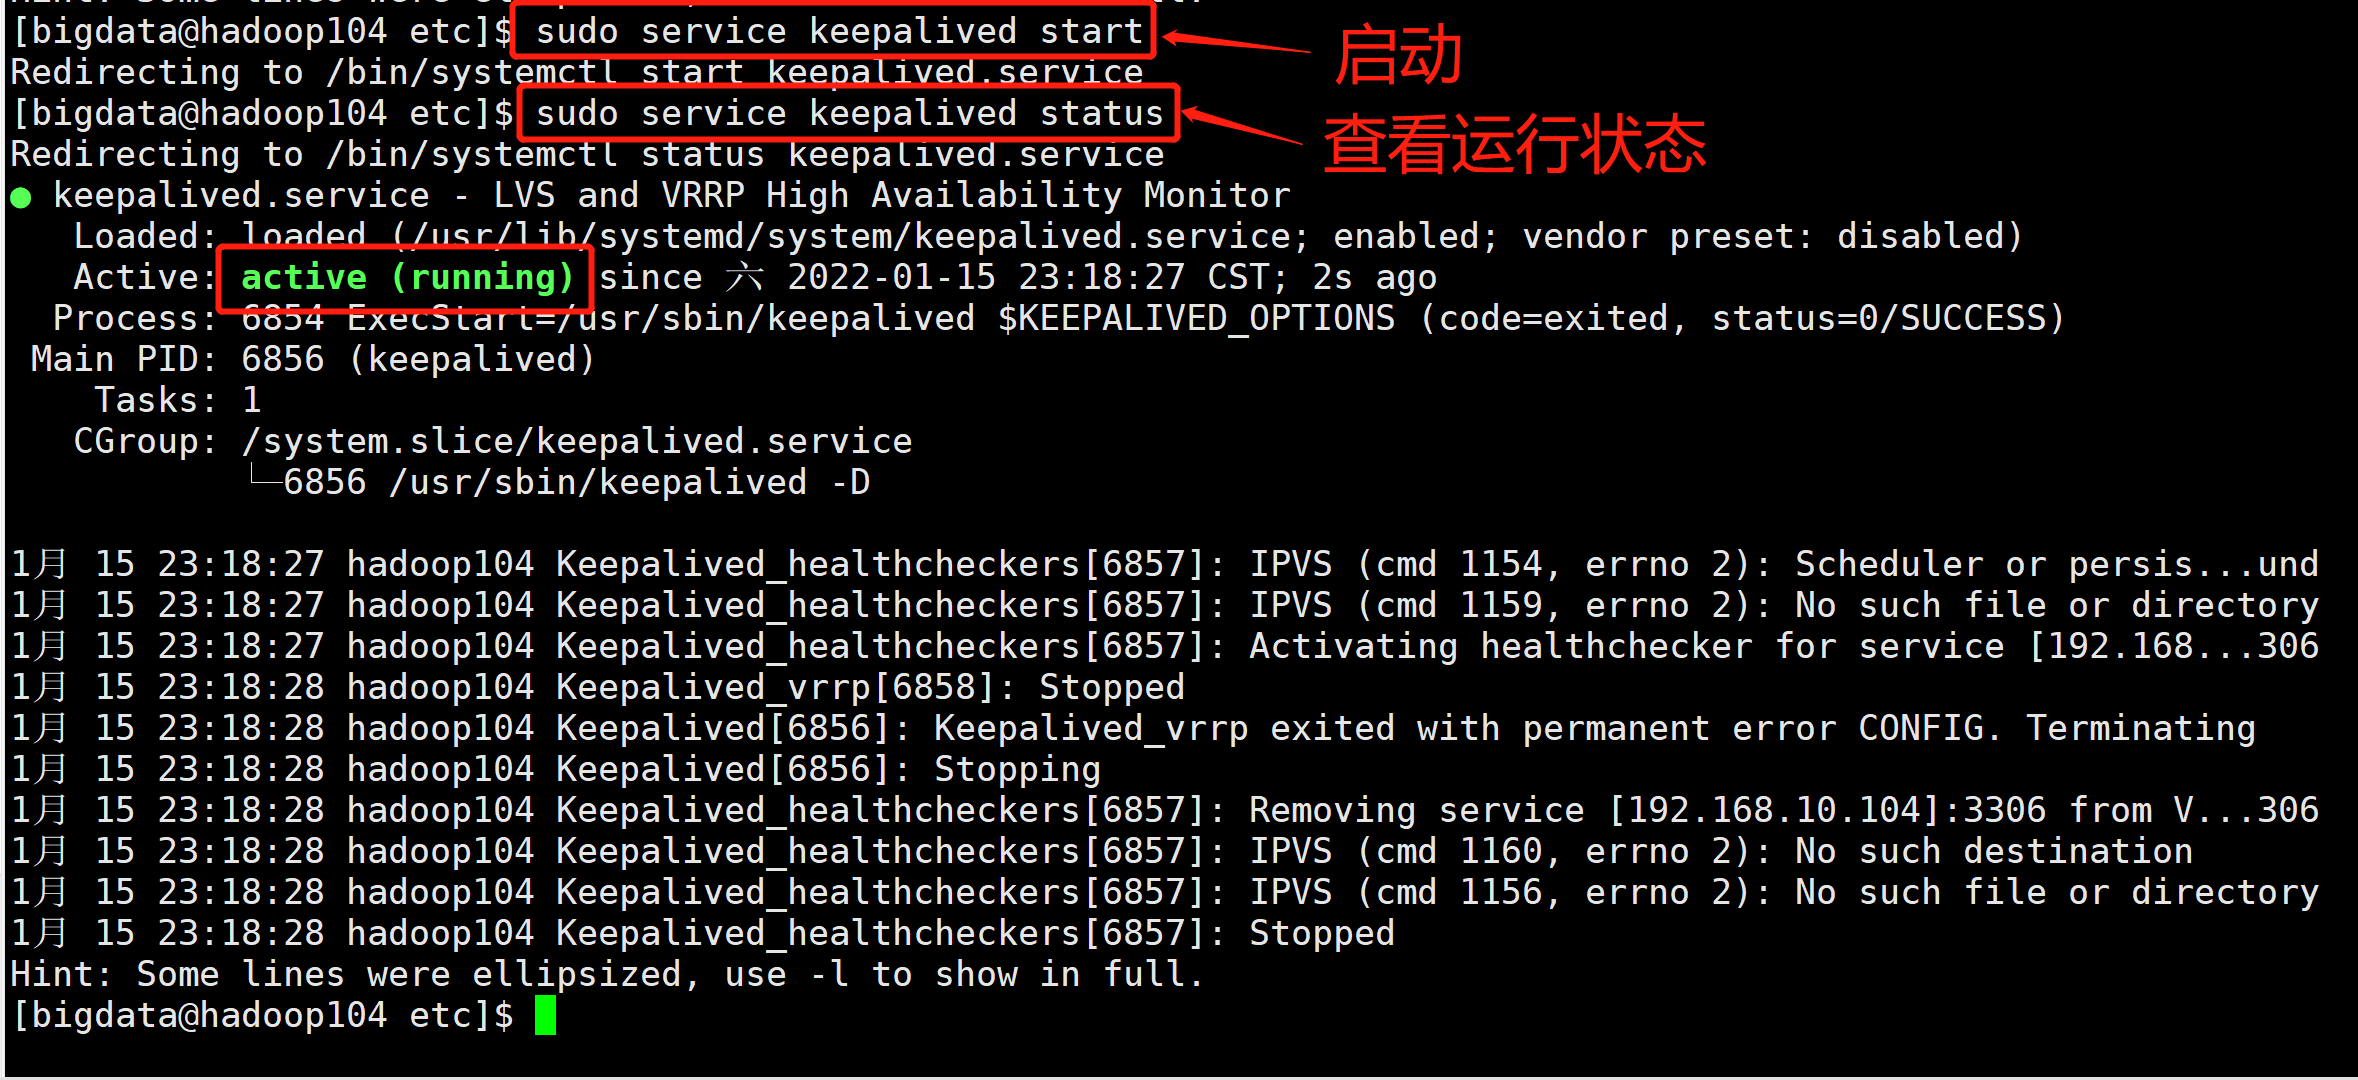 [bigdata@hadoop104 etc]$ sudo service keepalived start
启动
Redirecting to /bin/systemctl start keepalived.service
[bigdata@hadoop104 etc]$ sudo service keepalived status
查看运行状态
Redirecting to /bin/systemctl status keepalived.service
● keepalived.service - LVS and VRRP High Availability Monitor
Loaded: loaded (/usr/lib/systemd/system/keepalived.service; enabled; vendor preset: disabled)
Active: active (running) since 六 2022-01-15 23:18:27 CST; 2s ago
Process: 6854 ExecStart=/usr/sbin/keepalived $KEEPALIVED_OPTIONS (code=exited, status=0/SUCCESS)
Main PID: 6856 (keepalived)
Tasks: 1
CGroup: /system.slice/keepalived.service
└─6856 /usr/sbin/keepalived -D
1月 15 23:18:27 hadoop104 Keepalived_healthcheckers[6857]: IPVS (cmd 1154, errno 2): Scheduler or persis...und
1月 15 23:18:27 hadoop104 Keepalived_healthcheckers[6857]: IPVS (cmd 1159, errno 2): No such file or directory
1月 15 23:18:27 hadoop104 Keepalived_healthcheckers[6857]: Activating healthchecker for service [192.168...306
1月 15 23:18:28 hadoop104 Keepalived_vrrp[6858]: Stopped
1月 15 23:18:28 hadoop104 Keepalived[6856]: Keepalived_vrrp exited with permanent error CONFIG. Terminating
1月 15 23:18:28 hadoop104 Keepalived[6856]: Stopping
1月 15 23:18:28 hadoop104 Keepalived_healthcheckers[6857]: Removing service [192.168.10.104]:3306 from V...306
1月 15 23:18:28 hadoop104 Keepalived_healthcheckers[6857]: IPVS (cmd 1160, errno 2): No such destination
1月 15 23:18:28 hadoop104 Keepalived_healthcheckers[6857]: IPVS (cmd 1156, errno 2): No such file or directory
1月 15 23:18:28 hadoop104 Keepalived_healthcheckers[6857]: Stopped
Hint: Some lines were ellipsized, use -l to show in full.
[bigdata@hadoop104 etc]$